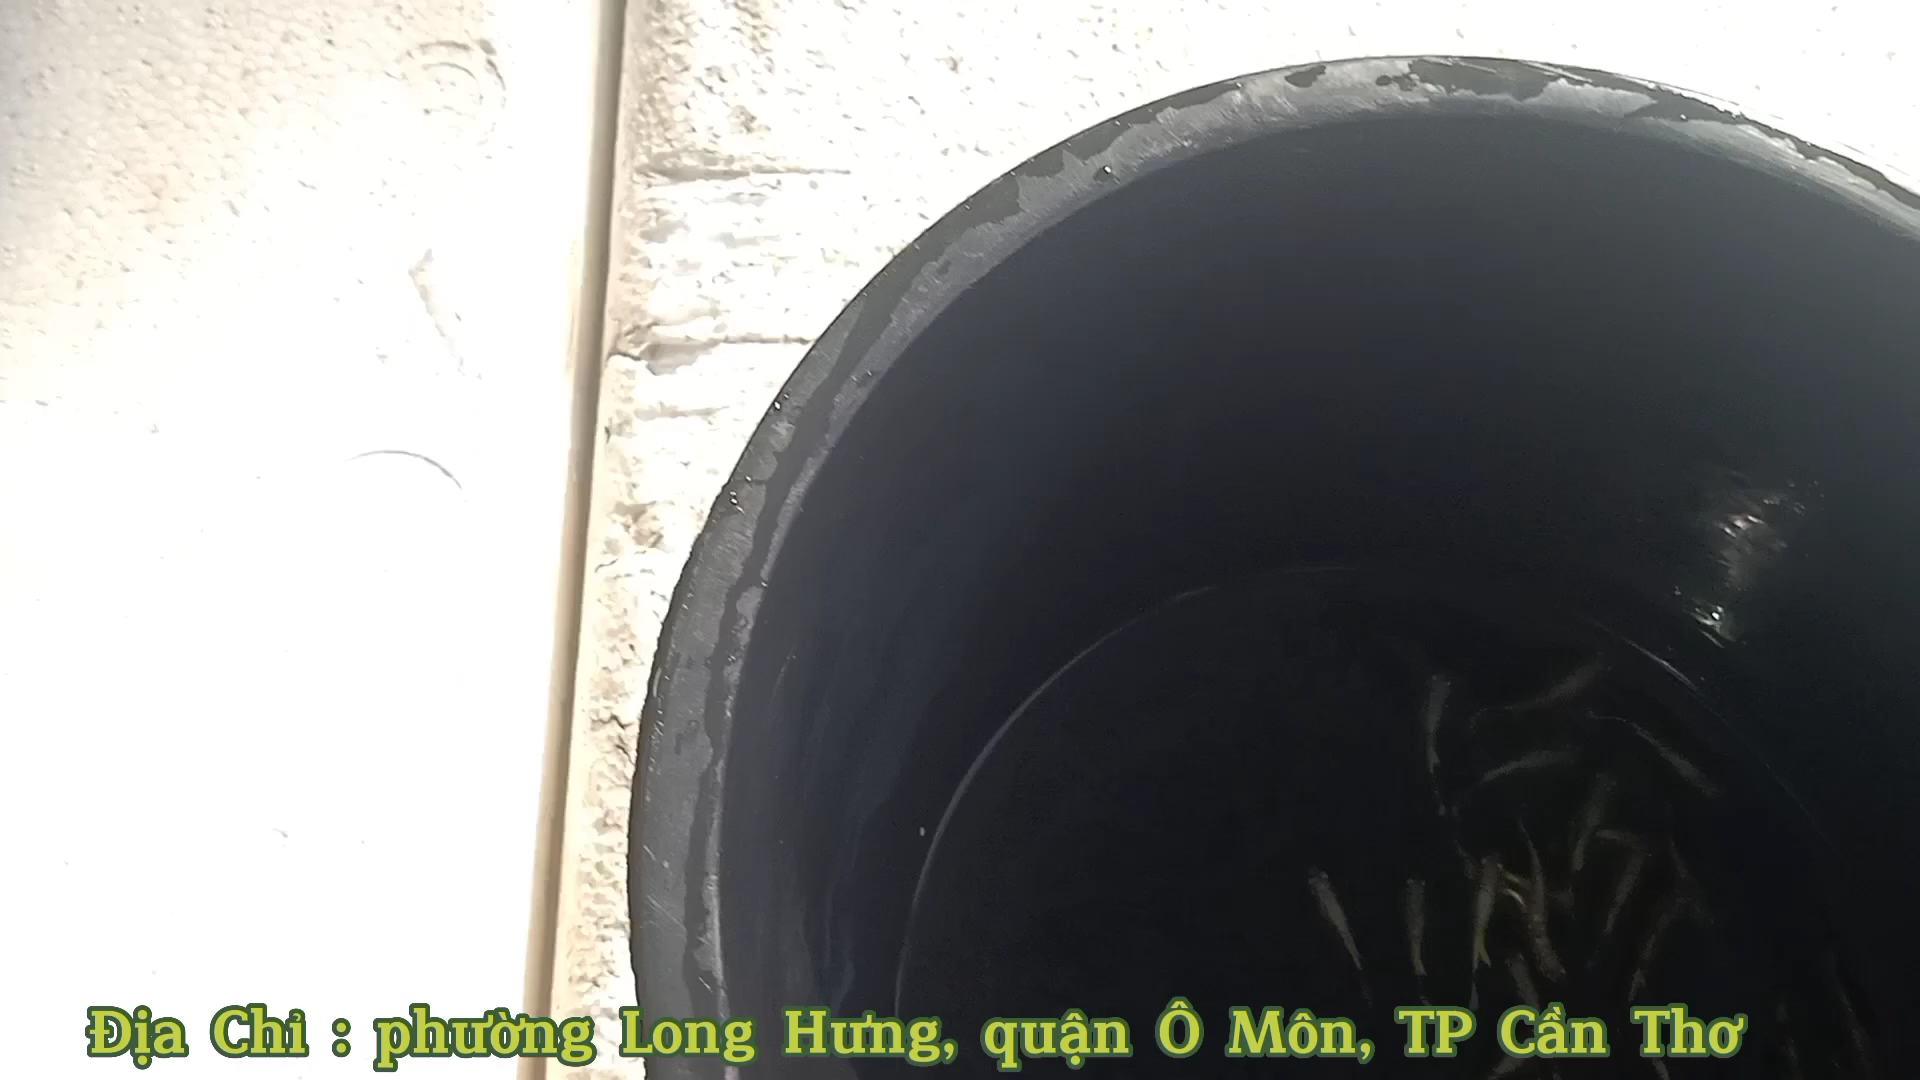 Địa Chỉ : phường Long Hưng, quận Ô Môn, TP Cần Thơ